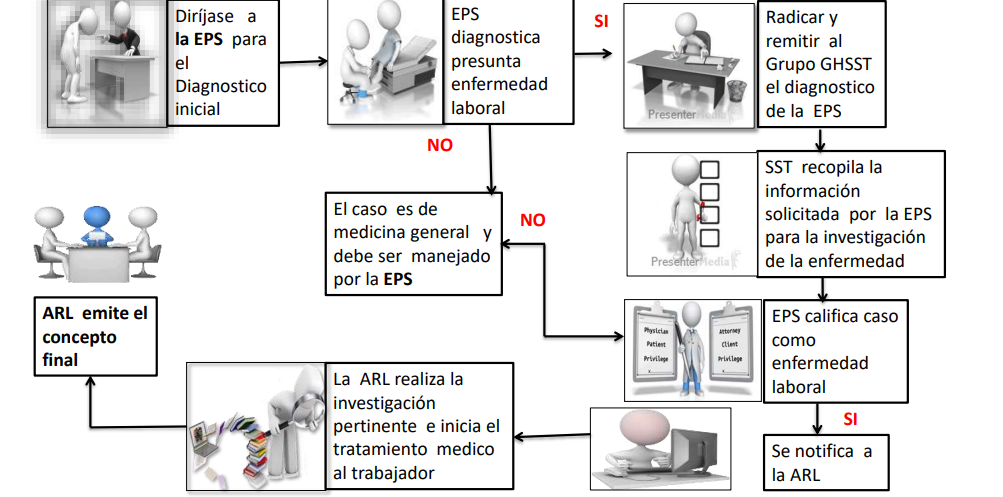 Diríjase a
la EPS para
el
Diagnostico
inicial
EPS
diagnostica
presunta
enfermedad
laboral
SI
Radicar y
remitir al
Grupo GHSST
el diagnostico
de la EPS
PresenterMedia
NO
SST recopila la
información
solicitada por la EPS
para la investigación
de la enfermedad
PresenterMedia
El caso es de
medicina general y
debe ser manejado
por la EPS
NO
Physician
Patient
Privilege
Attorney
Client
Privilege
EPS califica caso
como
enfermedad
laboral
SI
Se notifica a
la ARL
La ARL realiza la
investigación
pertinente e inicia el
tratamiento medico
al trabajador
ARL emite el
concepto
final